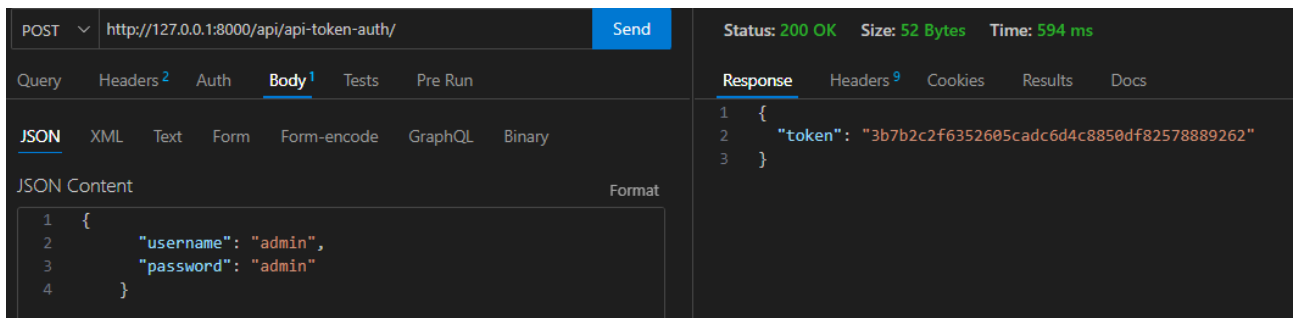 POST http://127.0.0.1:8000/api/api-token-auth/ Send
Query Headers 2 Auth Body 1 Tests Pre Run
JSON XML Text Form Form-encode GraphQL Binary
JSON Content Format
1 {
2 "username": "admin",
3 "password": "admin"
4 }
Status: 200 OK Size: 52 Bytes Time: 594 ms
Response Headers 9 Cookies Results Docs
1 {
2 "token": "3b7b2c2f6352605cadc6d4c8850df82578889262"
3 }